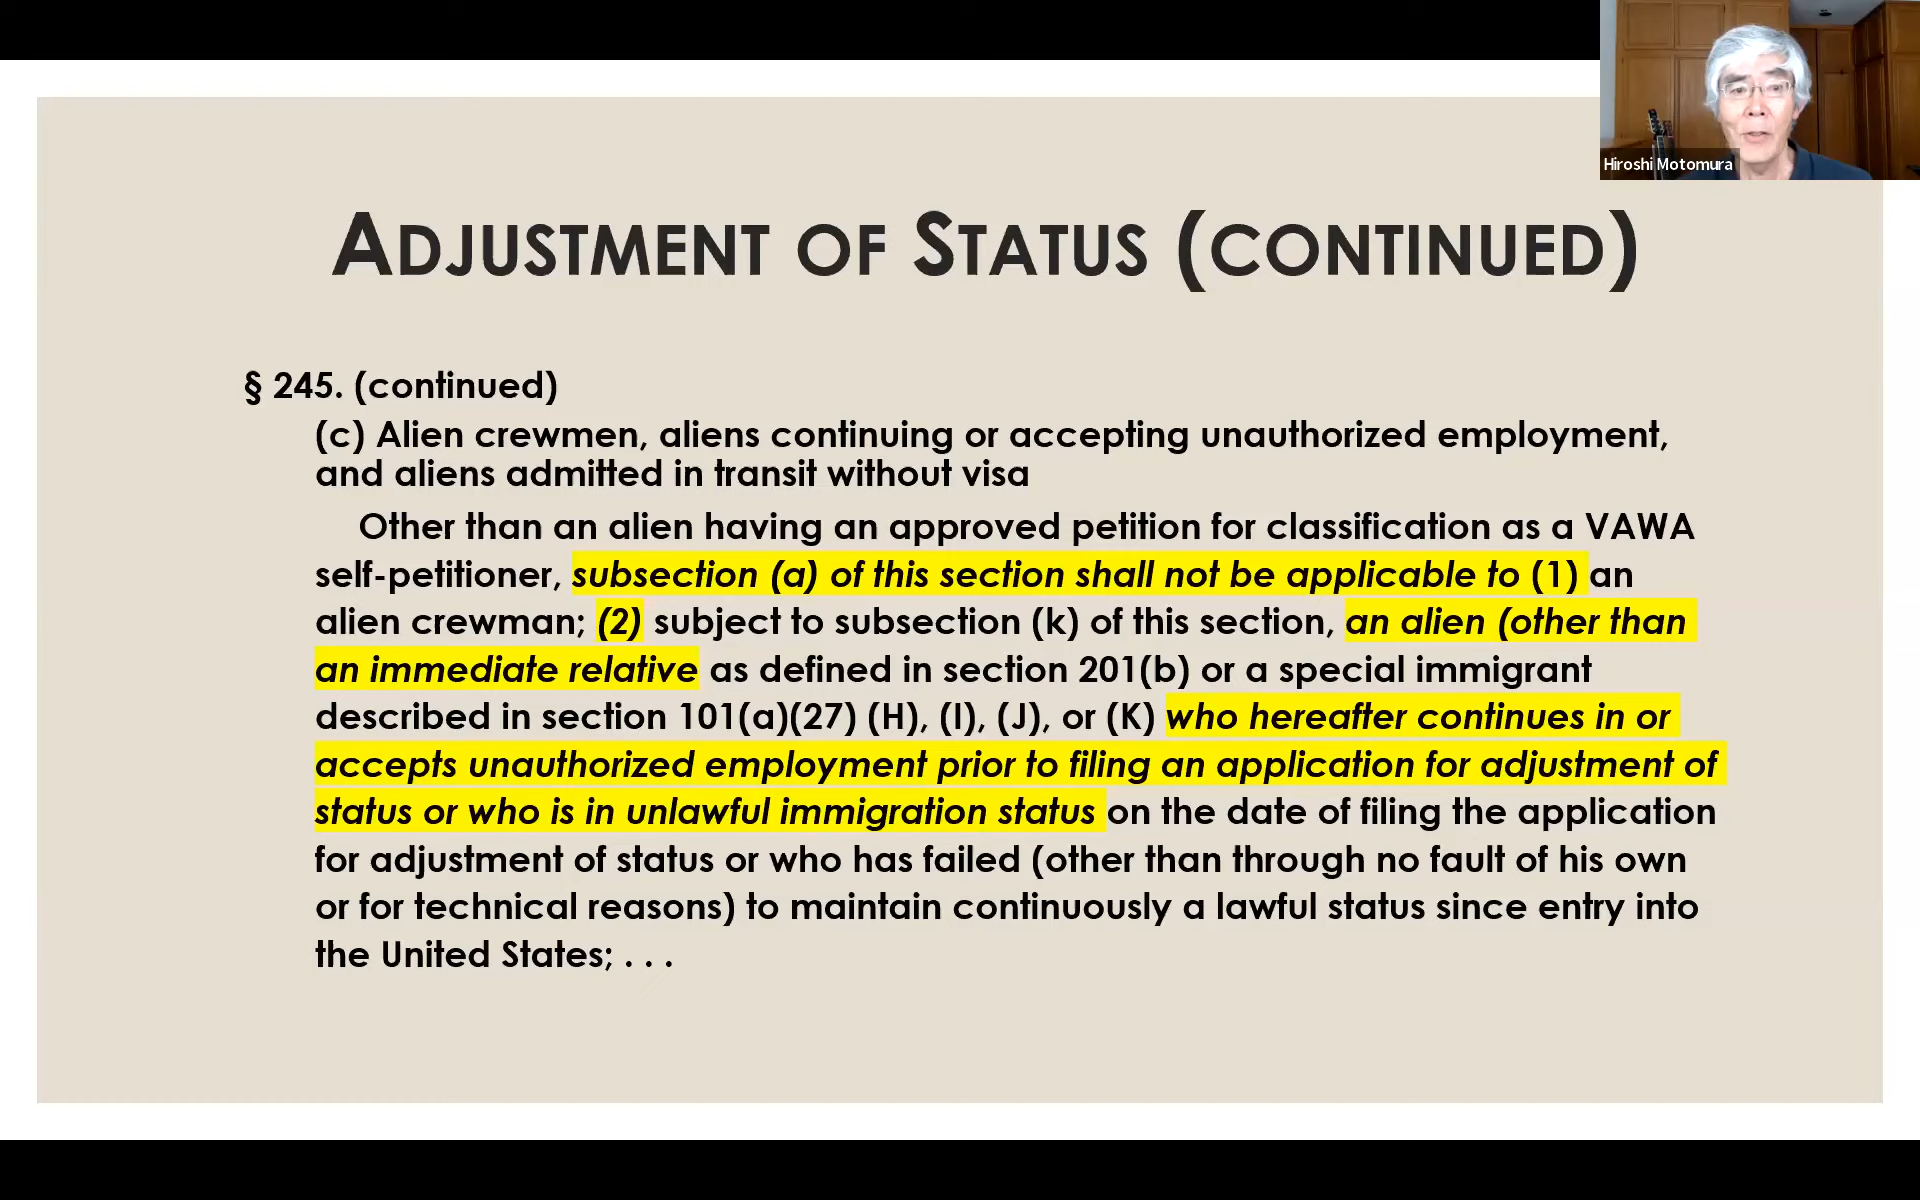 Hiroshi Motomura
ADJUSTMENT OF STATUS (CONTINUED)
§ 245. (continued)
(c) Alien crewmen, aliens continuing or accepting unauthorized employment,
and aliens admitted in transit without visa
Other than an alien having an approved petition for classification as a VAWA
self-petitioner, subsection (a) of this section shall not be applicable to (1) an
alien crewman; (2) subject to subsection (k) of this section, an alien (other than
an immediate relative as defined in section 201(b) or a special immigrant
described in section 101(a)(27) (H), (I), (J), or (K) who hereafter continues in or
accepts unauthorized employment prior to filing an application for adjustment of
status or who is in unlawful immigration status on the date of filing the application
for adjustment of status or who has failed (other than through no fault of his own
or for technical reasons) to maintain continuously a lawful status since entry into
the United States; . . .